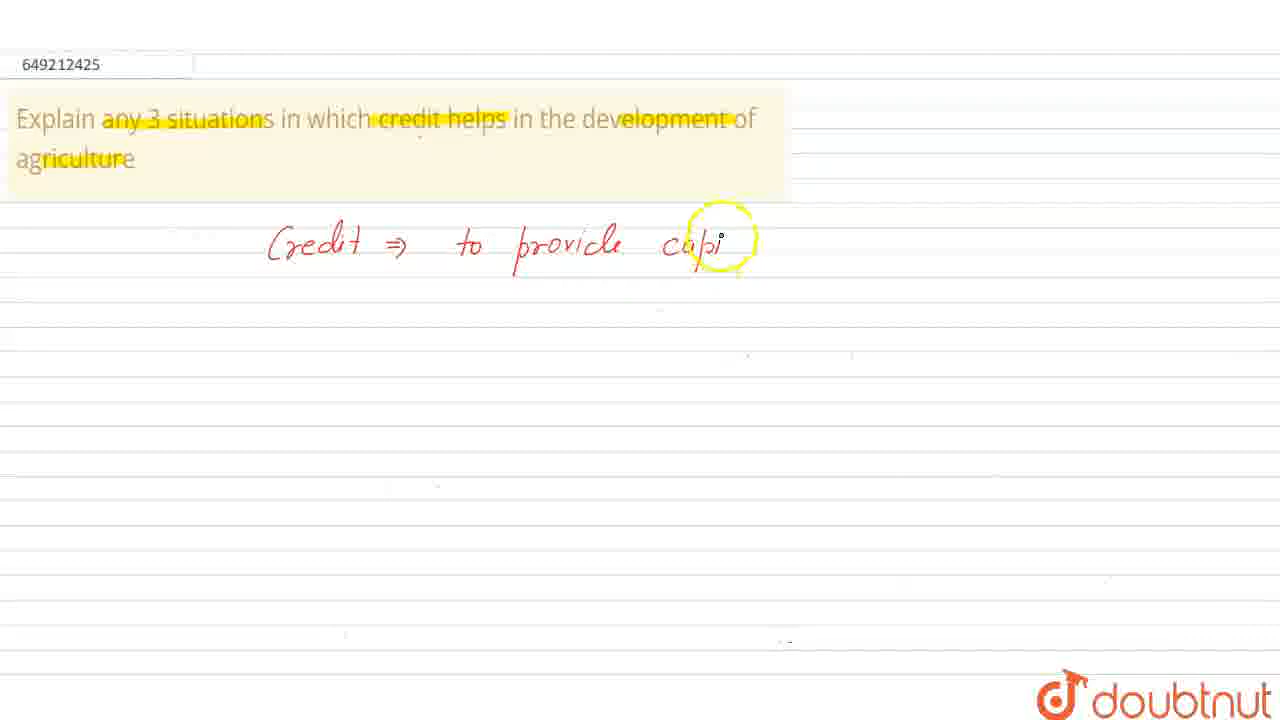 649212425
Explain any 3 situations in which credit helps in the development of
agriculture
Credit ⇒ to provide capi
doubtnut